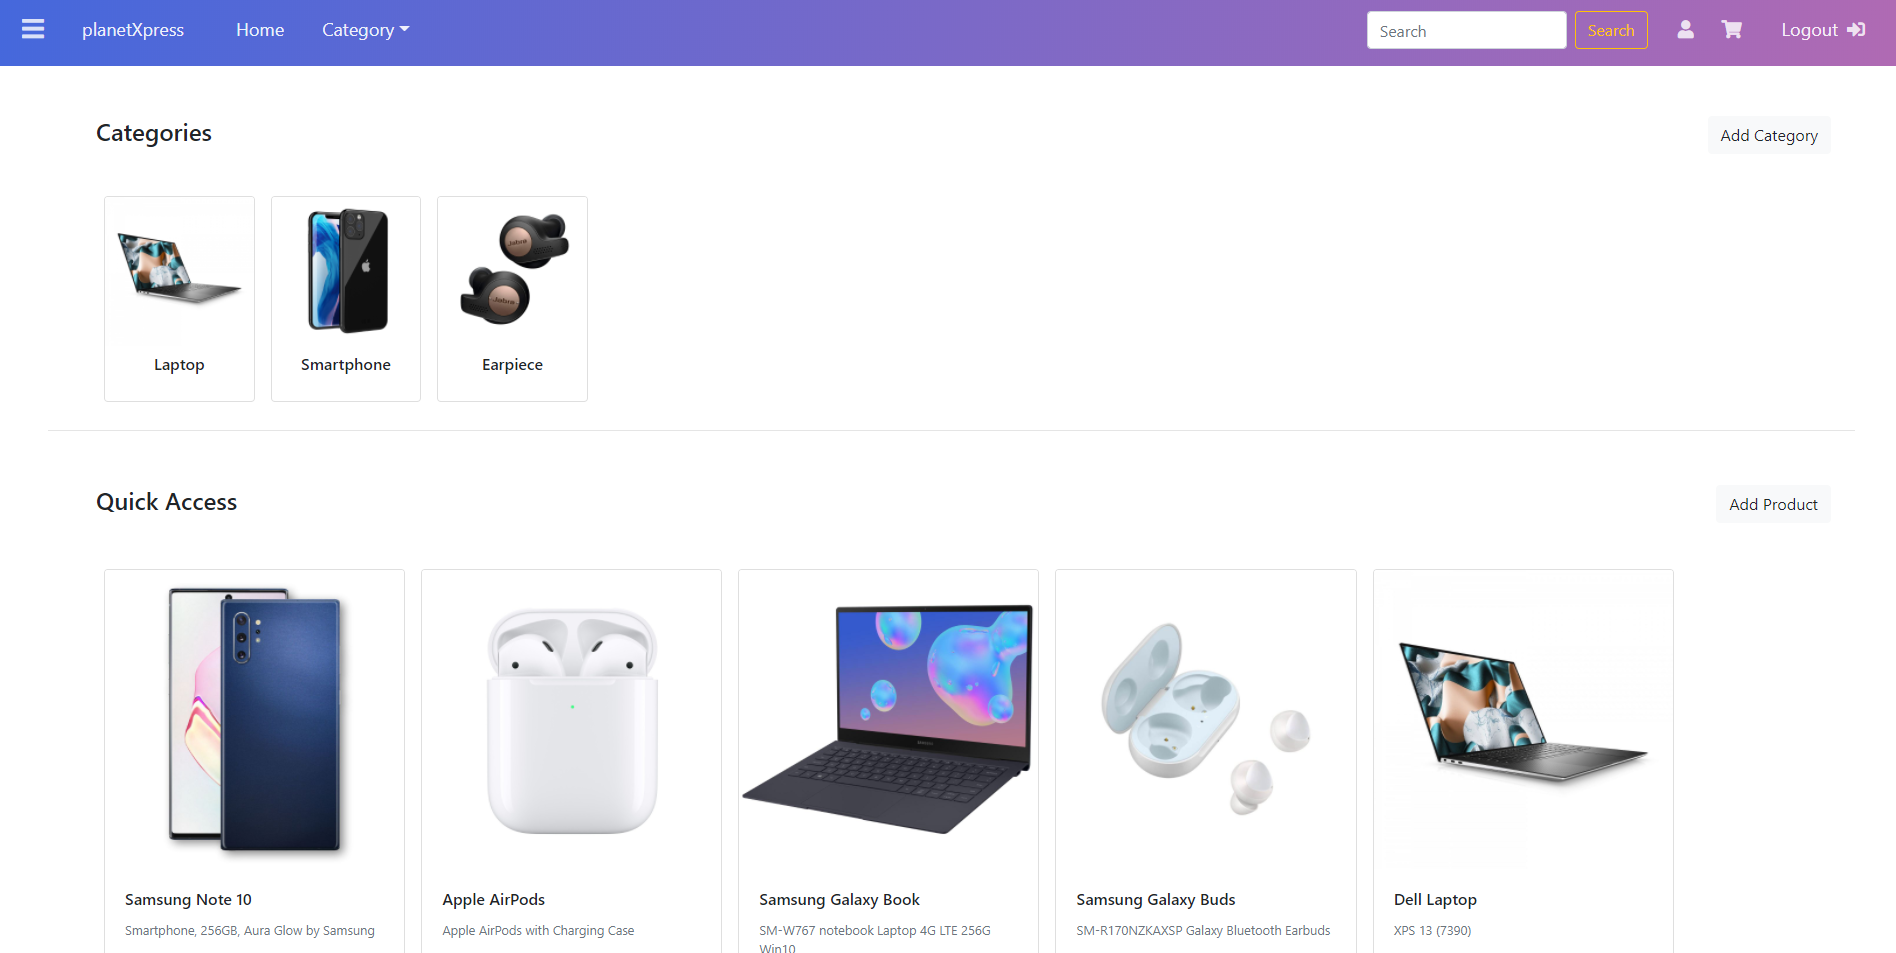 planetXpress
Home
Category
Search
Search
Logout
Categories
Add Category
Jabra
Jabra
Laptop
Smartphone
Earpiece
Quick Access
Add Product
Samsung Note 10
Smartphone, 256GB, Aura Glow by Samsung
Apple AirPods
Apple AirPods with Charging Case
Samsung Galaxy Book
SM-W767 notebook Laptop 4G LTE 256G
Win10
Samsung Galaxy Buds
SM-R170NZKAXSP Galaxy Bluetooth Earbuds
Dell Laptop
XPS 13 (7390)